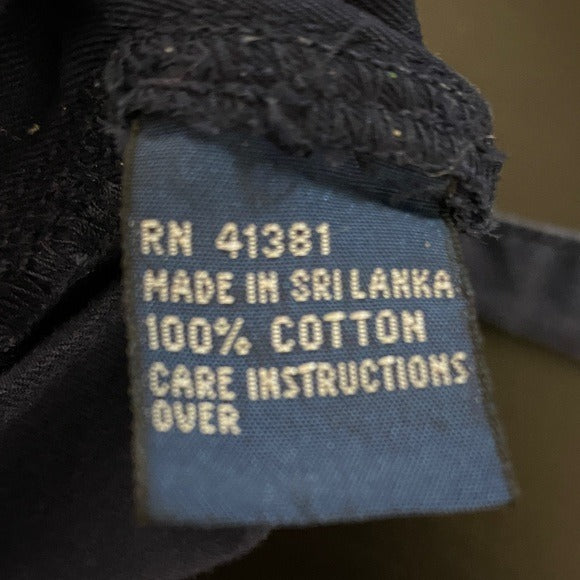 RN 41381
MADE IN SRI LANKA
100% COTTON
CARE INSTRUCTIONS
OVER